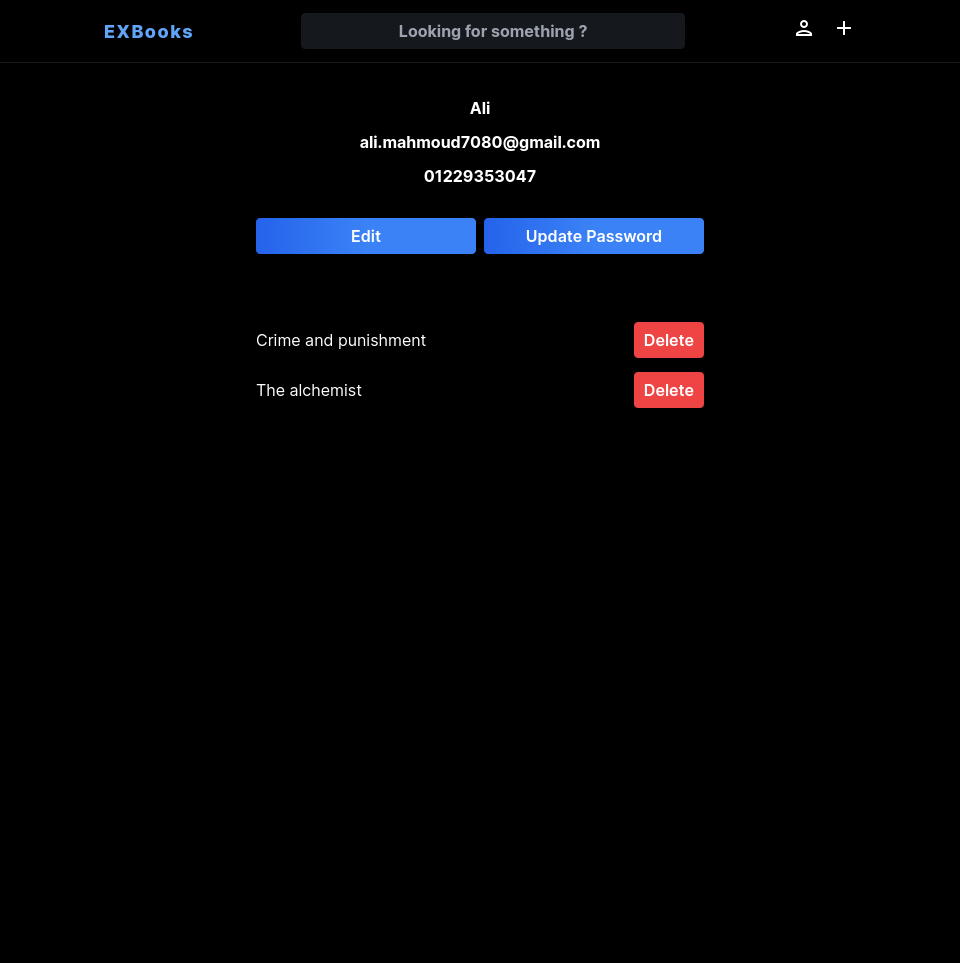 EXBooks
Looking for something ?
Ali
ali.mahmoud7080@gmail.com
01229353047
Edit
Update Password
Crime and punishment
Delete
The alchemist
Delete